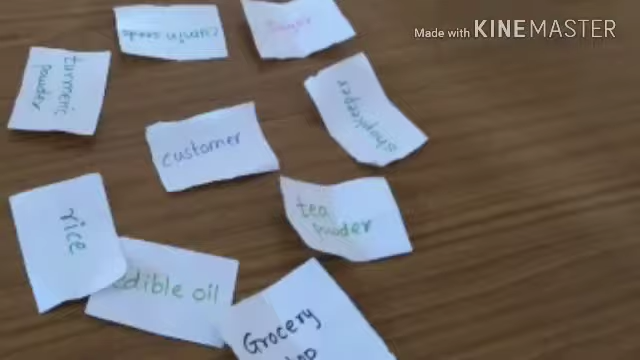 Made with KINEMASTER
cumin seeds
Sugar
turmeric
powder
shopkeeper
customer
tea
powder
rice
edible oil
Grocery